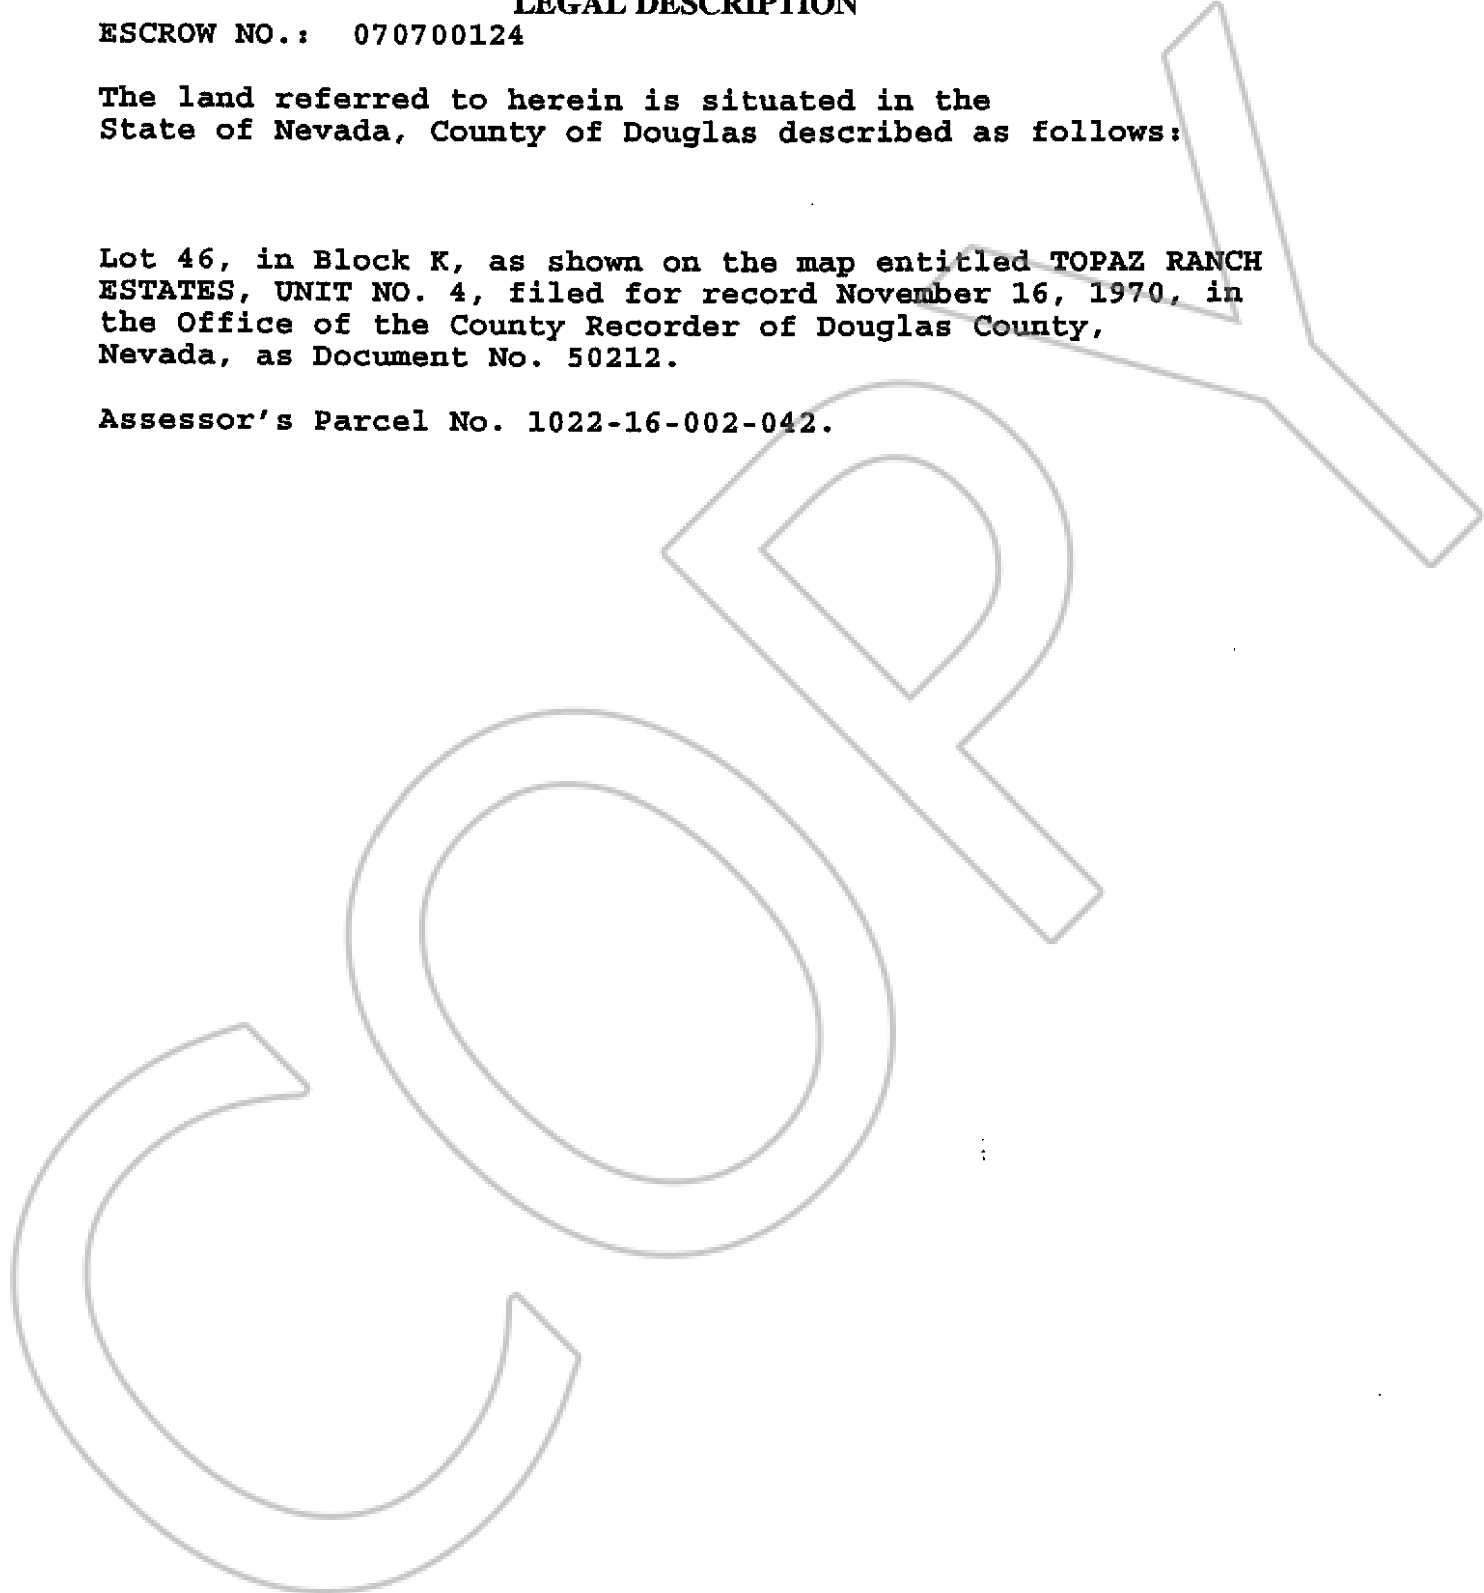 LEGAL DESCRIPTION
ESCROW NO.: 070700124
The land referred to herein is situated in the
State of Nevada, County of Douglas described as follows:
Lot 46, in Block K, as shown on the map entitled TOPAZ RANCH
ESTATES, UNIT NO. 4, filed for record November 16, 1970, in
the Office of the County Recorder of Douglas County,
Nevada, as Document No. 50212.
Assessor's Parcel No. 1022-16-002-042.
COPY